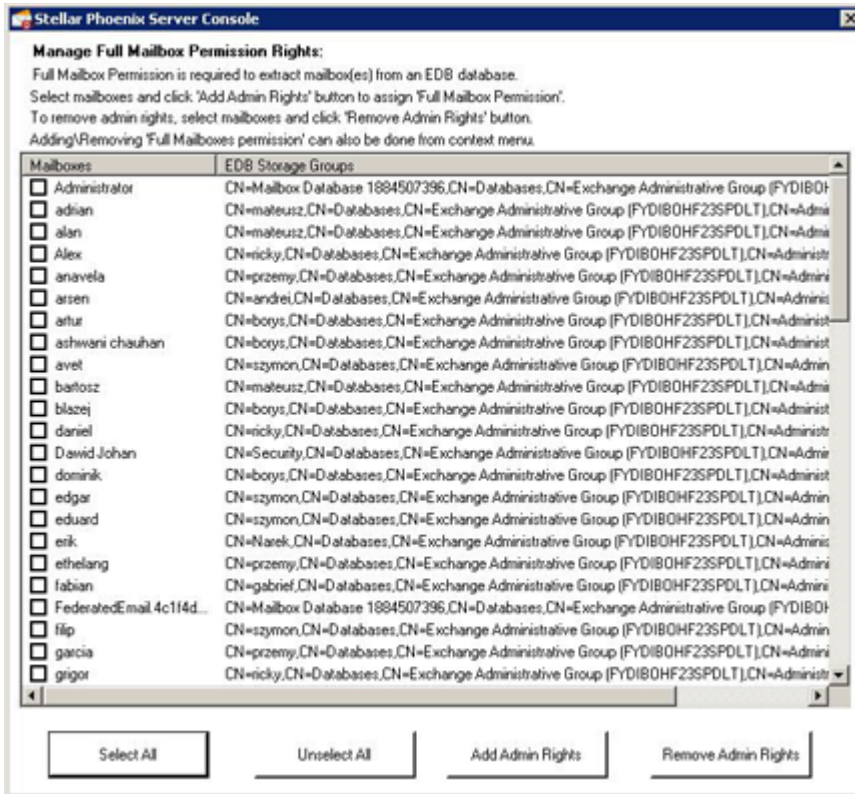 Stellar Phoenix Server Console
Manage Full Mailbox Permission Rights:
Full Mailbox Permission is required to extract mailbox(es) from an EDB database.
Select mailboxes and click 'Add Admin Rights' button to assign 'Full Mailbox Permission'.
To remove admin rights, select mailboxes and click 'Remove Admin Rights' button.
Adding\Removing 'Full Mailboxes permission' can also be done from context menu.
Mailboxes EDB Storage Groups
Administrator CN=Mailbox Database 1884507396,CN=Databases,CN=Exchange Administrative Group (FYDIBOH
adrian CN=mateusz,CN=Databases,CN=Exchange Administrative Group (FYDIBOHF23SPDLT),CN=Admi
alan CN=mateusz,CN=Databases,CN=Exchange Administrative Group (FYDIBOHF23SPDLT),CN=Admi
Alex CN=ricky,CN=Databases,CN=Exchange Administrative Group (FYDIBOHF23SPDLT),CN=Administr
anavela CN=przemy,CN=Databases,CN=Exchange Administrative Group (FYDIBOHF23SPDLT),CN=Admini
arsen CN=andrei,CN=Databases,CN=Exchange Administrative Group (FYDIBOHF23SPDLT),CN=Adminis
artur CN=borys,CN=Databases,CN=Exchange Administrative Group (FYDIBOHF23SPDLT),CN=Administ
ashwani chauhan CN=borys,CN=Databases,CN=Exchange Administrative Group (FYDIBOHF23SPDLT),CN=Administ
avet CN=szymon,CN=Databases,CN=Exchange Administrative Group (FYDIBOHF23SPDLT),CN=Admin
bartosz CN=mateusz,CN=Databases,CN=Exchange Administrative Group (FYDIBOHF23SPDLT),CN=Admi
blazej CN=borys,CN=Databases,CN=Exchange Administrative Group (FYDIBOHF23SPDLT),CN=Administ
daniel CN=ricky,CN=Databases,CN=Exchange Administrative Group (FYDIBOHF23SPDLT),CN=Administr
Dawid Johan CN=Security,CN=Databases,CN=Exchange Administrative Group (FYDIBOHF23SPDLT),CN=Admir
dominik CN=borys,CN=Databases,CN=Exchange Administrative Group (FYDIBOHF23SPDLT),CN=Administ
edgar CN=szymon,CN=Databases,CN=Exchange Administrative Group (FYDIBOHF23SPDLT),CN=Admin
eduard CN=szymon,CN=Databases,CN=Exchange Administrative Group (FYDIBOHF23SPDLT),CN=Admin
erik CN=Narek,CN=Databases,CN=Exchange Administrative Group (FYDIBOHF23SPDLT),CN=Adminis
ethelang CN=przemy,CN=Databases,CN=Exchange Administrative Group (FYDIBOHF23SPDLT),CN=Admini
fabian CN=gabrief,CN=Databases,CN=Exchange Administrative Group (FYDIBOHF23SPDLT),CN=Admini
FederatedEmail.4c1f4d... CN=Mailbox Database 1884507396,CN=Databases,CN=Exchange Administrative Group (FYDIBOH
filip CN=szymon,CN=Databases,CN=Exchange Administrative Group (FYDIBOHF23SPDLT),CN=Admin
garcia CN=przemy,CN=Databases,CN=Exchange Administrative Group (FYDIBOHF23SPDLT),CN=Admini
grigor CN=ricky,CN=Databases,CN=Exchange Administrative Group (FYDIBOHF23SPDLT),CN=Administr
Select All Unselect All Add Admin Rights Remove Admin Rights